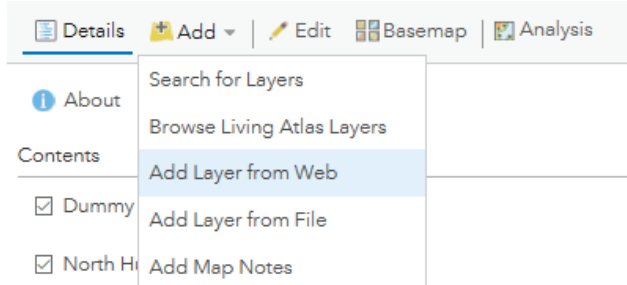 Details Add Edit Basemap Analysis
Search for Layers
About
Browse Living Atlas Layers
Contents
Add Layer from Web
Dummy
Add Layer from File
North
Add Map Notes